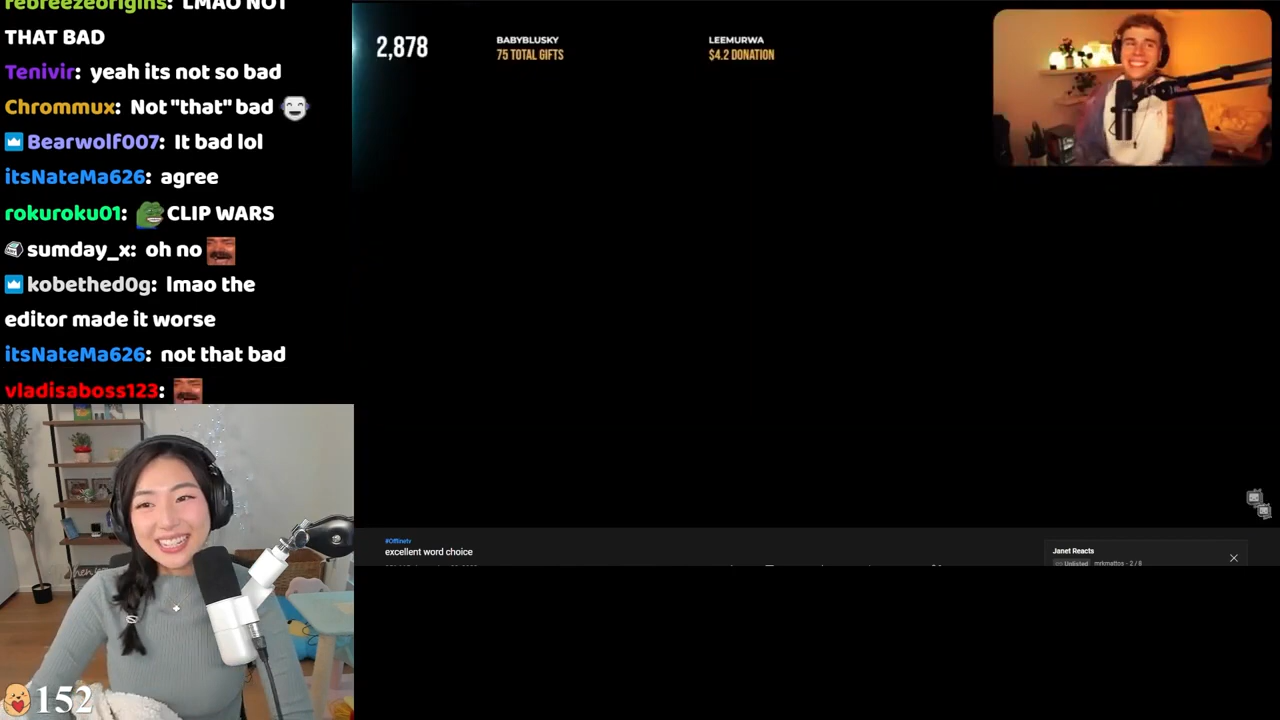 rebreezeorigins: LMAO NOT
THAT BAD
Tenivir: yeah its not so bad
Chrommux: Not "that" bad
Bearwolf007: It bad lol
itsNateMa626: agree
rokuroku01: CLIP WARS
sumday_x: oh no
kobethed0g: lmao the
editor made it worse
itsNateMa626: not that bad
vladisaboss123:
152
2,878
BABYBLUSKY
75 TOTAL GIFTS
LEEMURWA
$4.2 DONATION
#Offlinetv
excellent word choice
Janet Reacts
Unlisted mrkmattos - 2 / 8